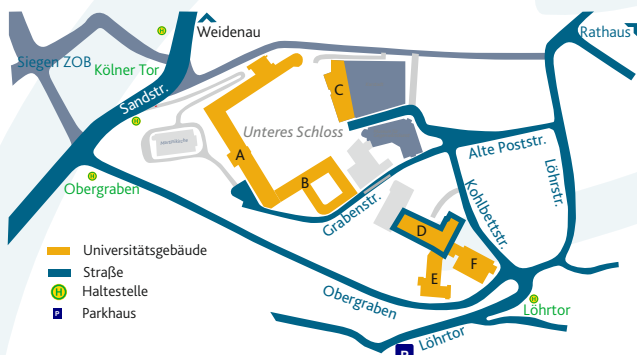 Weidenau
Rathaus
Siegen ZOB
Kölner Tor
Sandstr.
C
H
H
Unteres Schloss
A
Alte Poststr.
Löhrstr.
H
B
Obergraben
Kohlbettstr.
Grabenstr.
D
F
E
Universitätsgebäude
Straße
H Haltestelle
P Parkhaus
Obergraben
H
Löhrtor
Löhrtor
P